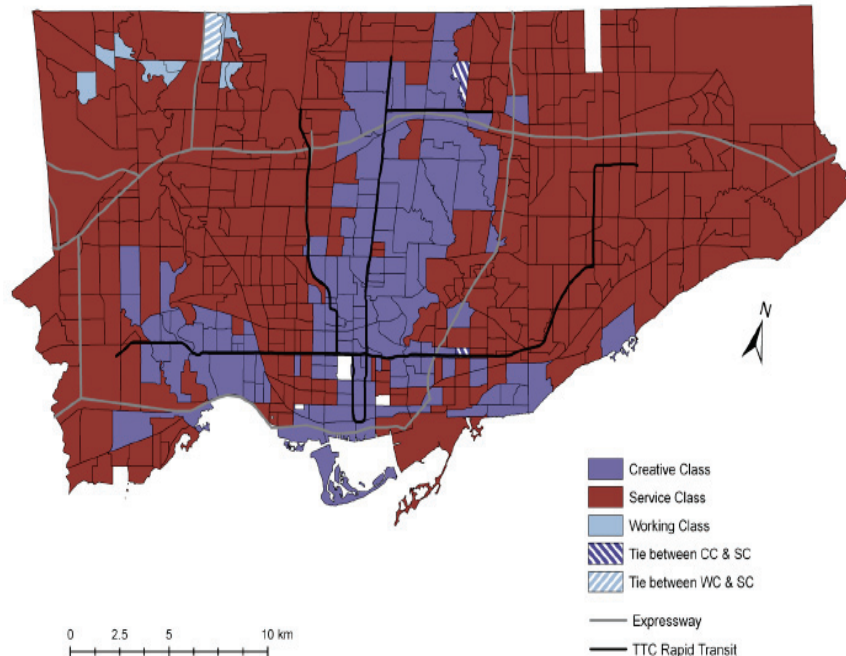 N
Creative Class
Service Class
Working Class
Tie between CC & SC
Tie between WC & SC
Expressway
TTC Rapid Transit
0 2.5 5 10 km